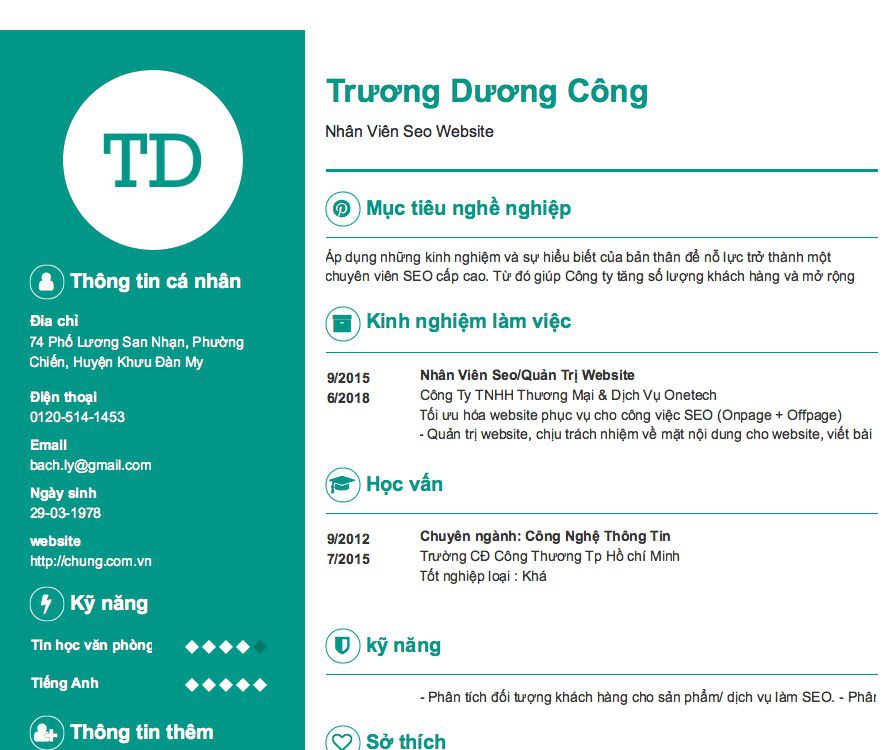 TD
Thông tin cá nhân
Địa chỉ
74 Phố Lương San Nhạn, Phường
Chiến, Huyện Khưu Đàn My
Điện thoại
0120-514-1453
Email
bach.ly@gmail.com
Ngày sinh
29-03-1978
website
http://chung.com.vn
Kỹ năng
Tin học văn phòng
Tiếng Anh
Thông tin thêm
Trương Dương Công
Nhân Viên Seo Website
Mục tiêu nghề nghiệp
Áp dụng những kinh nghiệm và sự hiểu biết của bản thân để nỗ lực trở thành một
chuyên viên SEO cấp cao. Từ đó giúp Công ty tăng số lượng khách hàng và mở rộng
Kinh nghiệm làm việc
9/2015
6/2018
Nhân Viên Seo/Quản Trị Website
Công Ty TNHH Thương Mại & Dịch Vụ Onetech
Tối ưu hóa website phục vụ cho công việc SEO (Onpage + Offpage)
- Quản trị website, chịu trách nhiệm về mặt nội dung cho website, viết bài
Học vấn
9/2012
7/2015
Chuyên ngành: Công Nghệ Thông Tin
Trường CĐ Công Thương Tp Hồ chí Minh
Tốt nghiệp loại : Khá
kỹ năng
- Phân tích đối tượng khách hàng cho sản phẩm/ dịch vụ làm SEO. - Phân
Sở thích